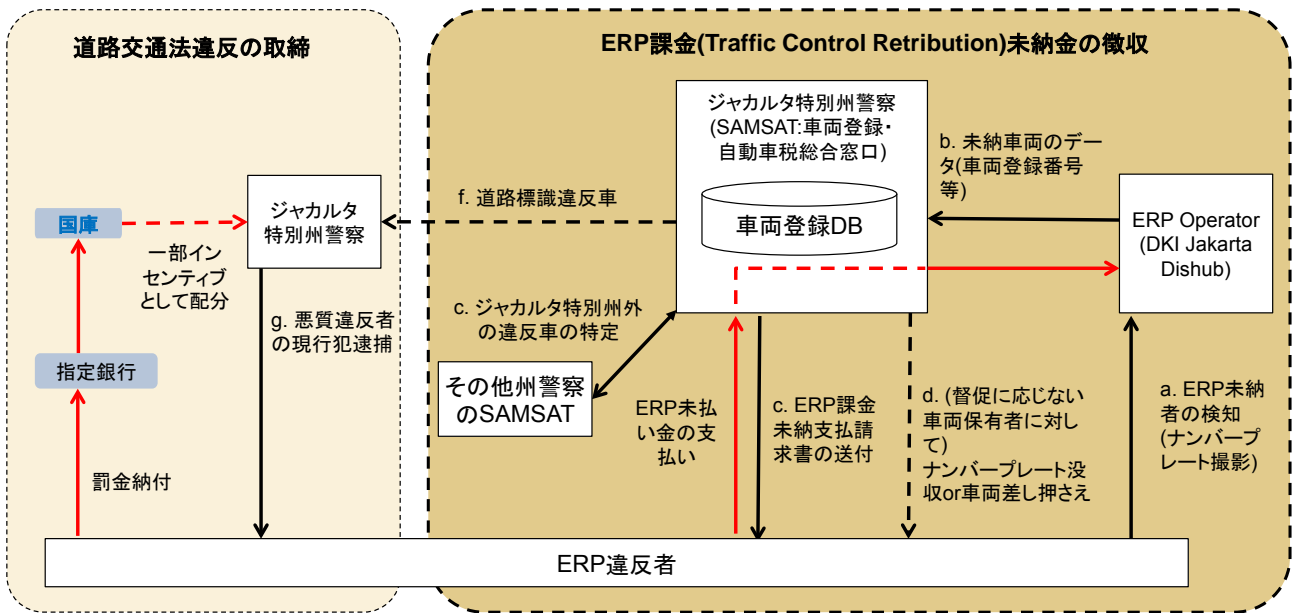 道路交通法違反の取締
ERP課金(Traffic Control Retribution)未納金の徴収
国庫
一部イン
センティブ
として配分
ジャカルタ
特別州警察
指定銀行
g. 悪質違反者
の現行犯逮捕
罰金納付
f. 道路標識違反車
ジャカルタ特別州警察
(SAMSAT:車両登録・
自動車税総合窓口)
車両登録DB
b. 未納車両のデー
タ(車両登録番号
等)
ERP Operator
(DKI Jakarta
Dishub)
c. ジャカルタ特別州外
の違反車の特定
その他州警察
のSAMSAT
ERP未払
い金の支
払い
c. ERP課金
未納支払請
求書の送付
d. (督促に応じない
車両保有者に対し
て)
ナンバープレート没
収or車両差し押さえ
a. ERP未納
者の検知
(ナンバープ
レート撮影)
ERP違反者